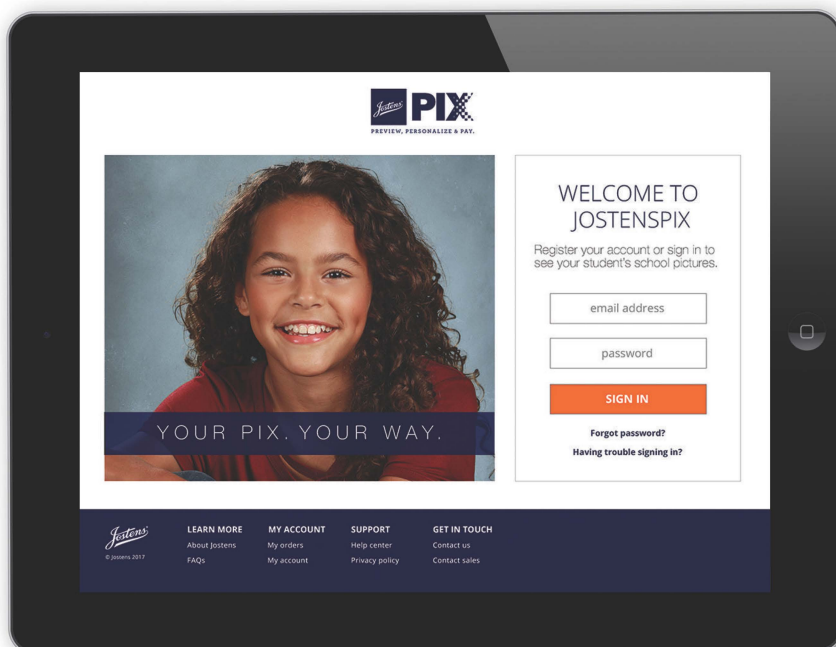 Jostens PIX
PREVIEW, PERSONALIZE & PAY.
YOUR PIX. YOUR WAY.
WELCOME TO
JOSTENSPIX
Register your account or sign in to
see your student's school pictures.
email address
password
SIGN IN
Forgot password?
Having trouble signing in?
Jostens
© Jostens 2017
LEARN MORE
About Jostens
FAQs
MY ACCOUNT
My orders
My account
SUPPORT
Help center
Privacy policy
GET IN TOUCH
Contact us
Contact sales